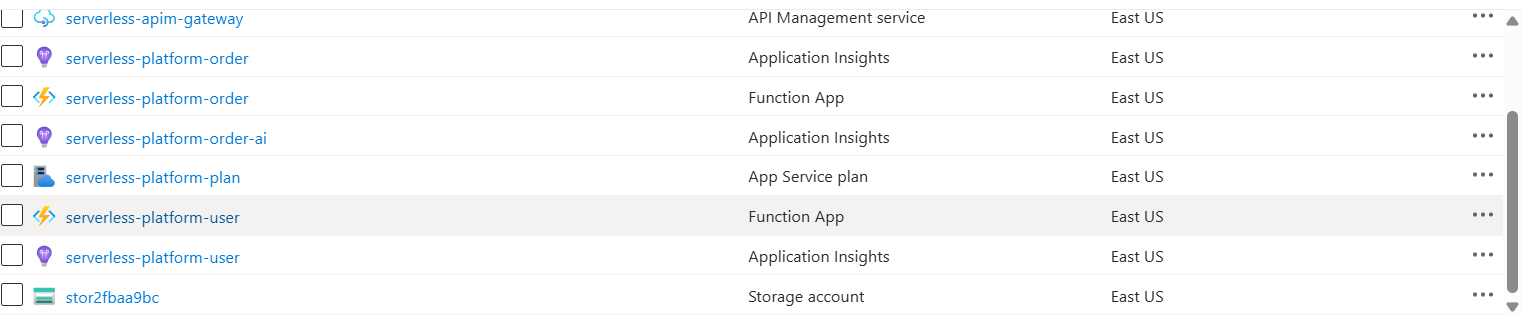 serverless-apim-gateway API Management service East US
serverless-platform-order Application Insights East US
serverless-platform-order Function App East US
serverless-platform-order-ai Application Insights East US
serverless-platform-plan App Service plan East US
serverless-platform-user Function App East US
serverless-platform-user Application Insights East US
stor2fbaa9bc Storage account East US